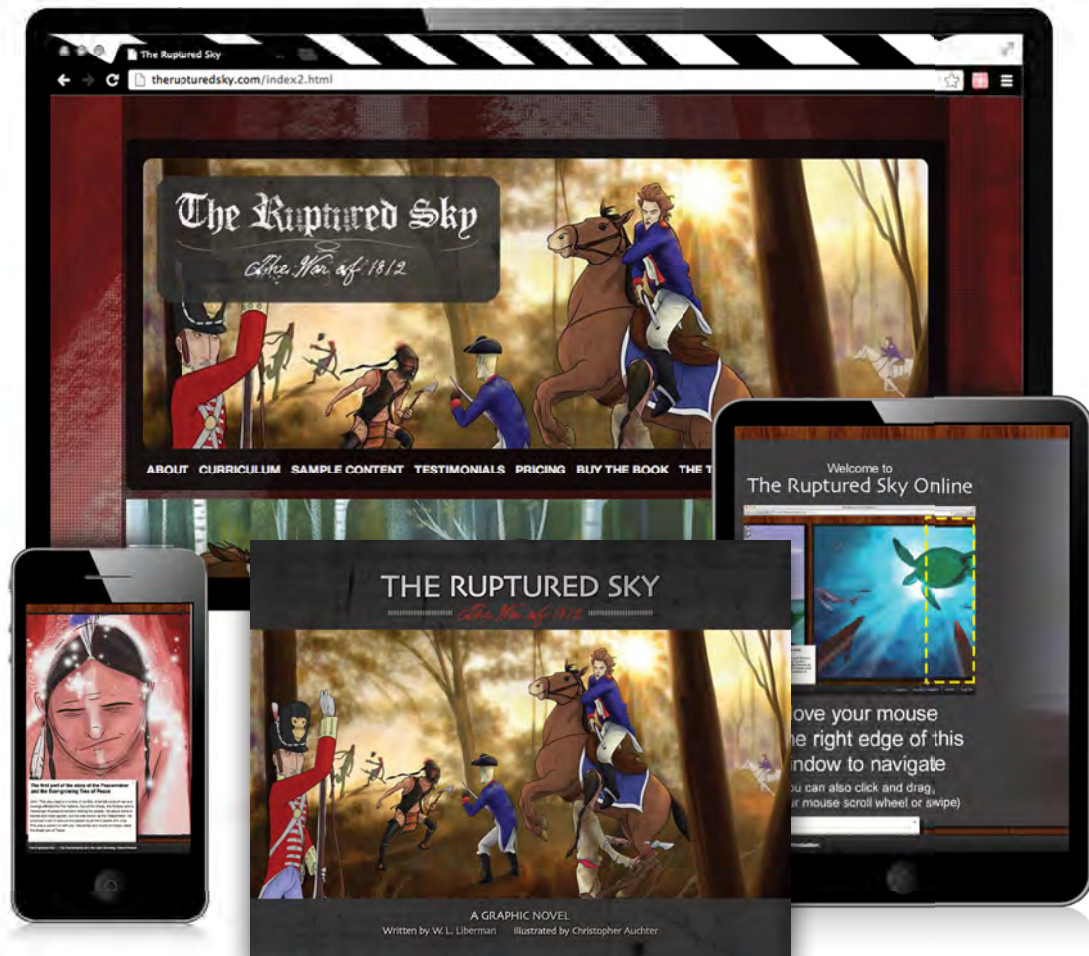 The Ruptured Sky
therupturedsky.com/index2.html
The Ruptured Sky
The War of 1812
ABOUT CURRICULUM SAMPLE CONTENT TESTIMONIALS PRICING BUY THE BOOK THE T
Welcome to
The Ruptured Sky Online
ove your mouse
he right edge of this
indow to navigate
ou can also click and drag,
ur mouse scroll wheel or swipe)
The first part of the story of the Peacemaker
and the Ever-growing Tree of Peace
THE RUPTURED SKY
The War of 1812
A GRAPHIC NOVEL
Written by W. L. Liberman Illustrated by Christopher Auchter